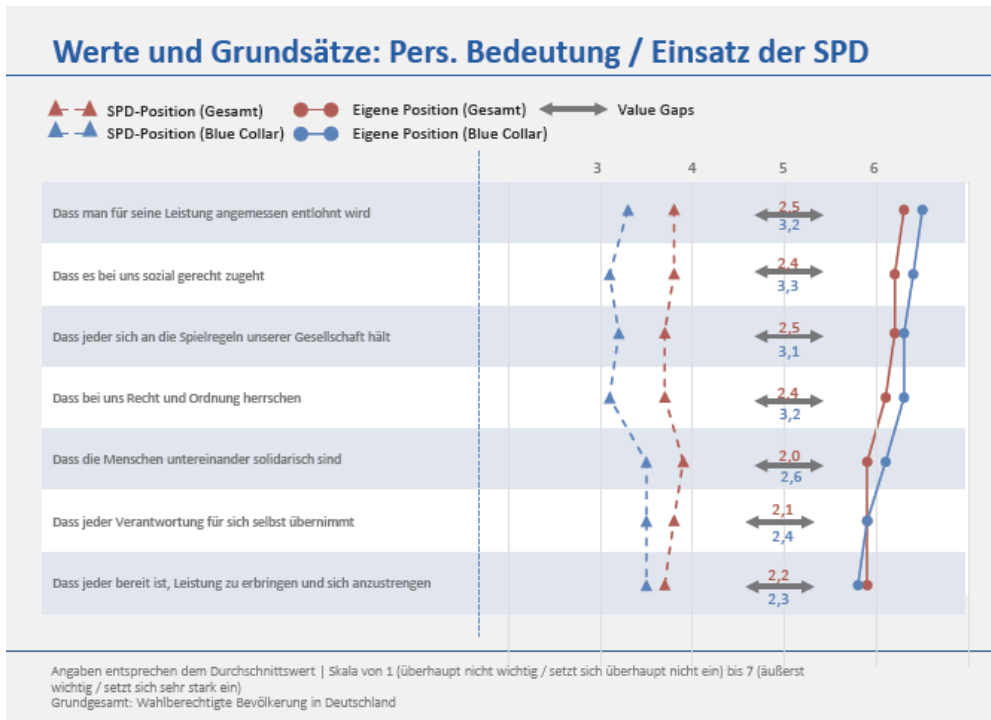 Werte und Grundsätze: Pers. Bedeutung / Einsatz der SPD
SPD-Position (Gesamt) Eigene Position (Gesamt) Value Gaps
SPD-Position (Blue Collar) Eigene Position (Blue Collar)
3 4 5 6
Dass man für seine Leistung angemessen entlohnt wird
2,5
3,2
Dass es bei uns sozial gerecht zugeht
2,4
3,3
Dass jeder sich an die Spielregeln unserer Gesellschaft hält
2,5
3,1
Dass bei uns Recht und Ordnung herrschen
2,4
3,2
Dass die Menschen untereinander solidarisch sind
2,0
2,6
Dass jeder Verantwortung für sich selbst übernimmt
2,1
2,4
Dass jeder bereit ist, Leistung zu erbringen und sich anzustrengen
2,2
2,3
Angaben entsprechen dem Durchschnittswert | Skala von 1 (überhaupt nicht wichtig / setzt sich überhaupt nicht ein) bis 7 (äußerst
wichtig / setzt sich sehr stark ein)
Grundgesamt: Wahlberechtigte Bevölkerung in Deutschland